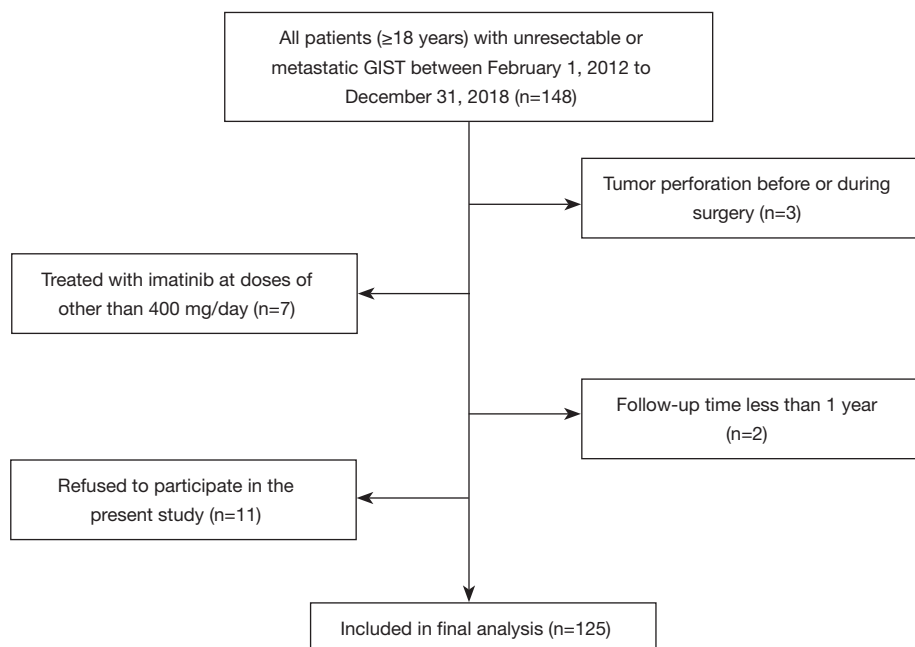 All patients (≥18 years) with unresectable or
metastatic GIST between February 1, 2012 to
December 31, 2018 (n=148)
Tumor perforation before or during
surgery (n=3)
Treated with imatinib at doses of
other than 400 mg/day (n=7)
Follow-up time less than 1 year
(n=2)
Refused to participate in the
present study (n=11)
Included in final analysis (n=125)